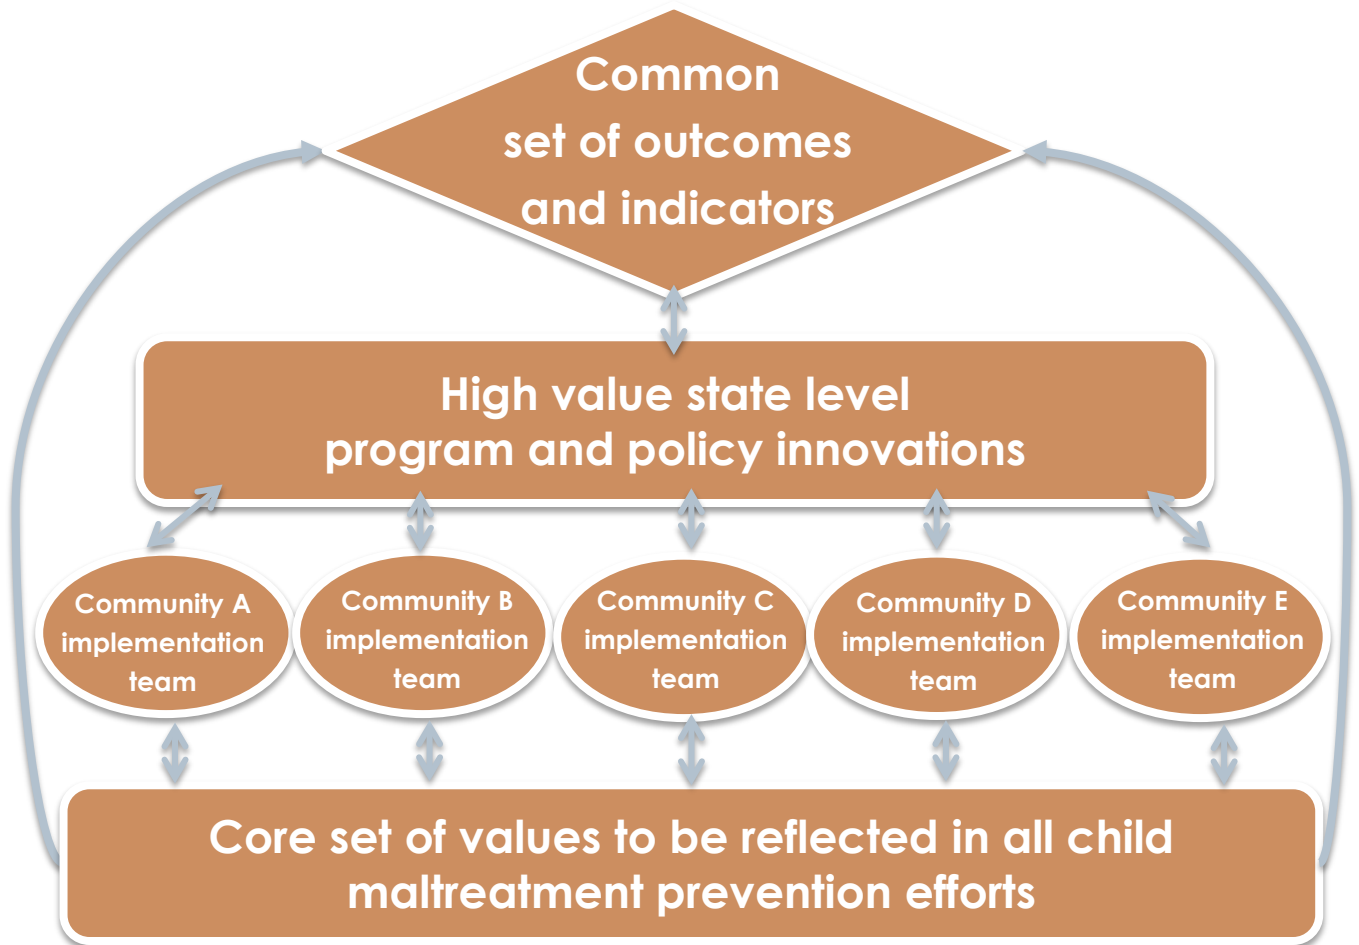 Common
set of outcomes
and indicators
High value state level
program and policy innovations
Community A
implementation
team
Community B
implementation
team
Community C
implementation
team
Community D
implementation
team
Community E
implementation
team
Core set of values to be reflected in all child
maltreatment prevention efforts